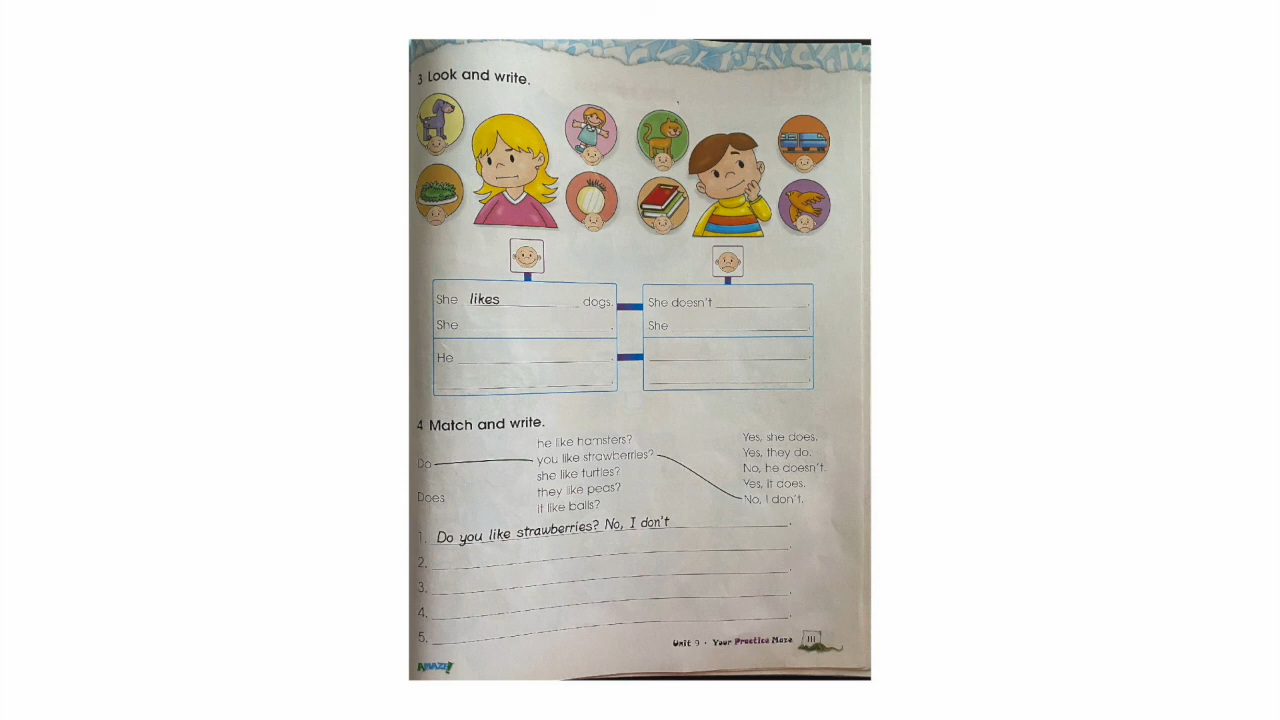 3 Look and write.
She likes dogs.
She .
He .
.
She doesn't .
She .
.
.
4 Match and write.
Do
Does
he like hamsters?
you like strawberries?
she like turtles?
they like peas?
it like balls?
Yes, she does.
Yes, they do.
No, he doesn't.
Yes, it does.
No, I don't.
1. Do you like strawberries? No, I don't .
2. .
3. .
4. .
5. .
Unit 9 · Your Practice Maze 111
AMAZE!